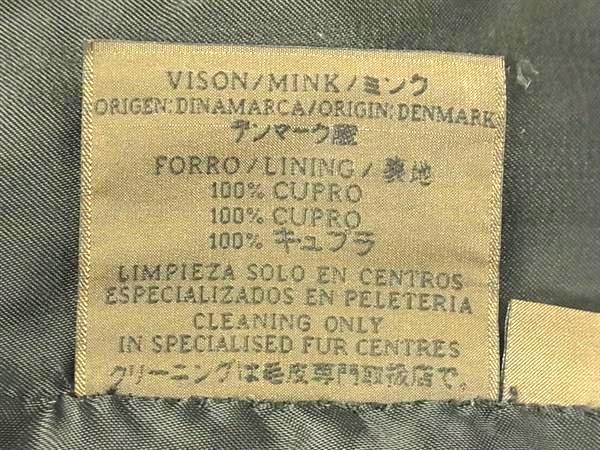 VISON/MINK/ミンク
ORIGEN: DINAMARCA/ORIGIN: DENMARK
デンマーク産
FORRO/LINING/表地
100% CUPRO
100% CUPRO
100% キュプラ
LIMPIEZA SOLO EN CENTROS
ESPECIALIZADOS EN PELETERIA
CLEANING ONLY
IN SPECIALISED FUR CENTRES
クリーニングは毛皮専門取扱店で。